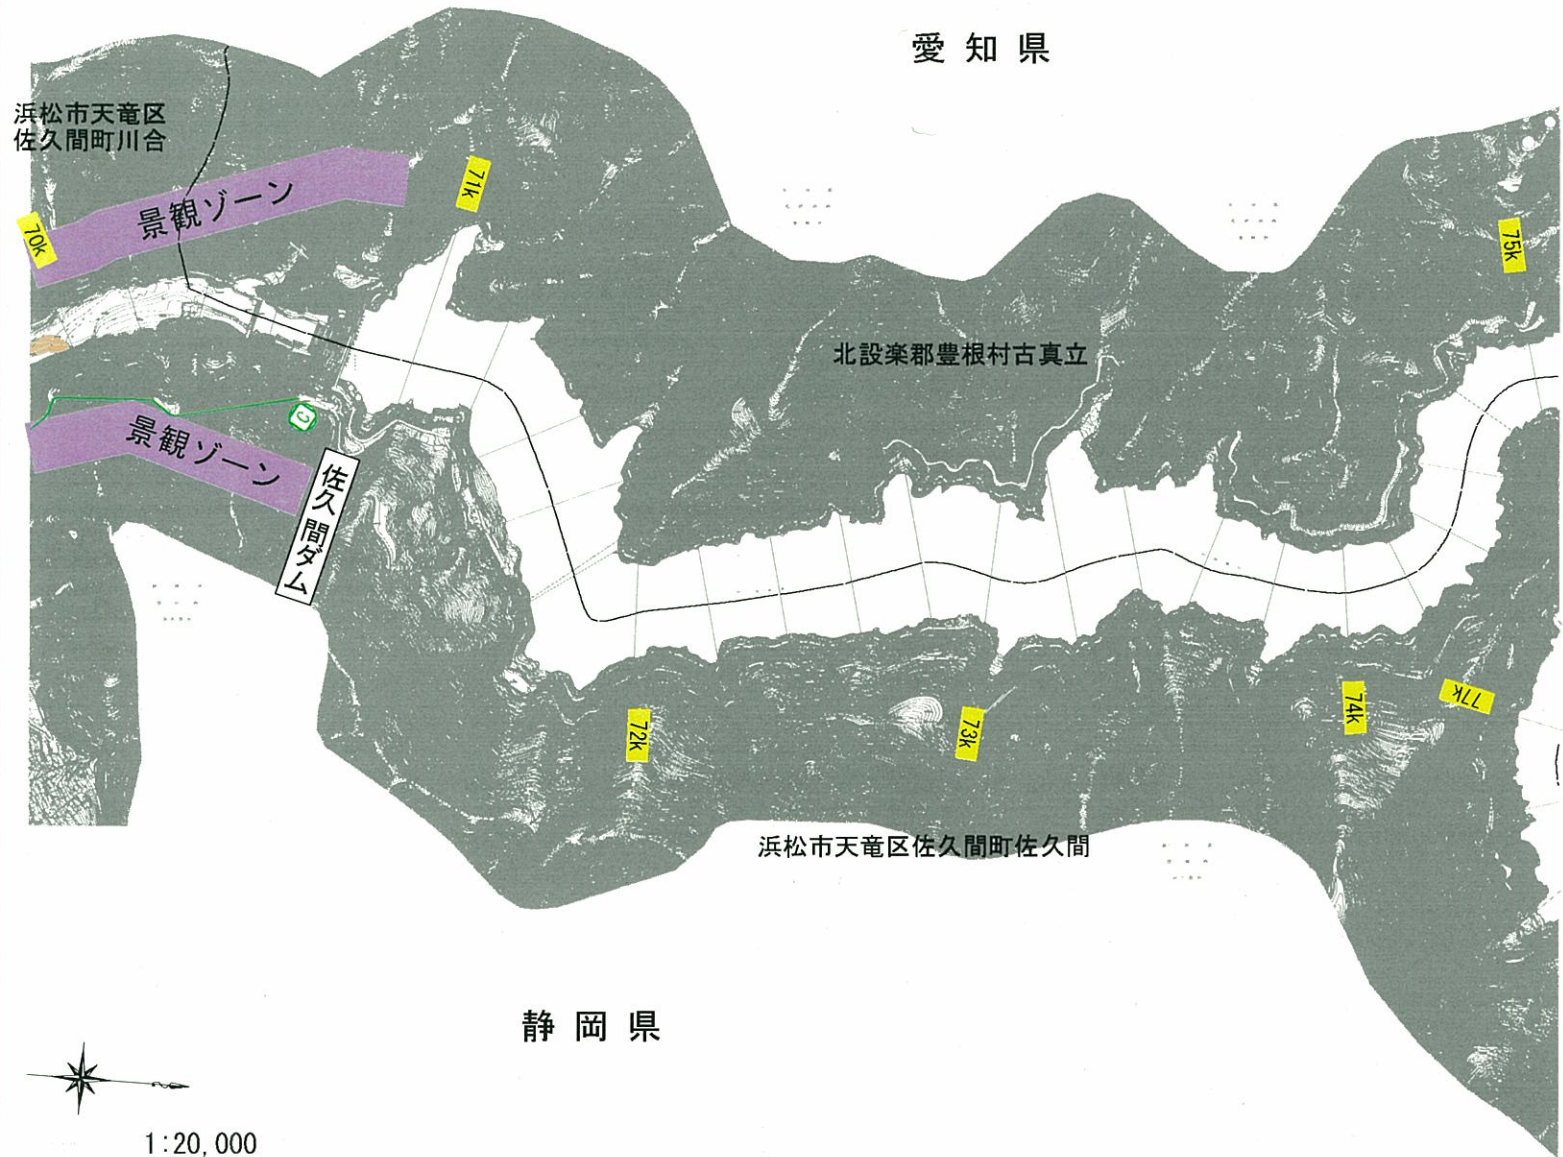 愛知県
浜松市天竜区
佐久間町川合
景観ゾーン
70k
71k
75k
北設楽郡豊根村古真立
景観ゾーン
C
佐久間ダム
72k
73k
74k
77k
浜松市天竜区佐久間町佐久間
静岡県
1:20,000